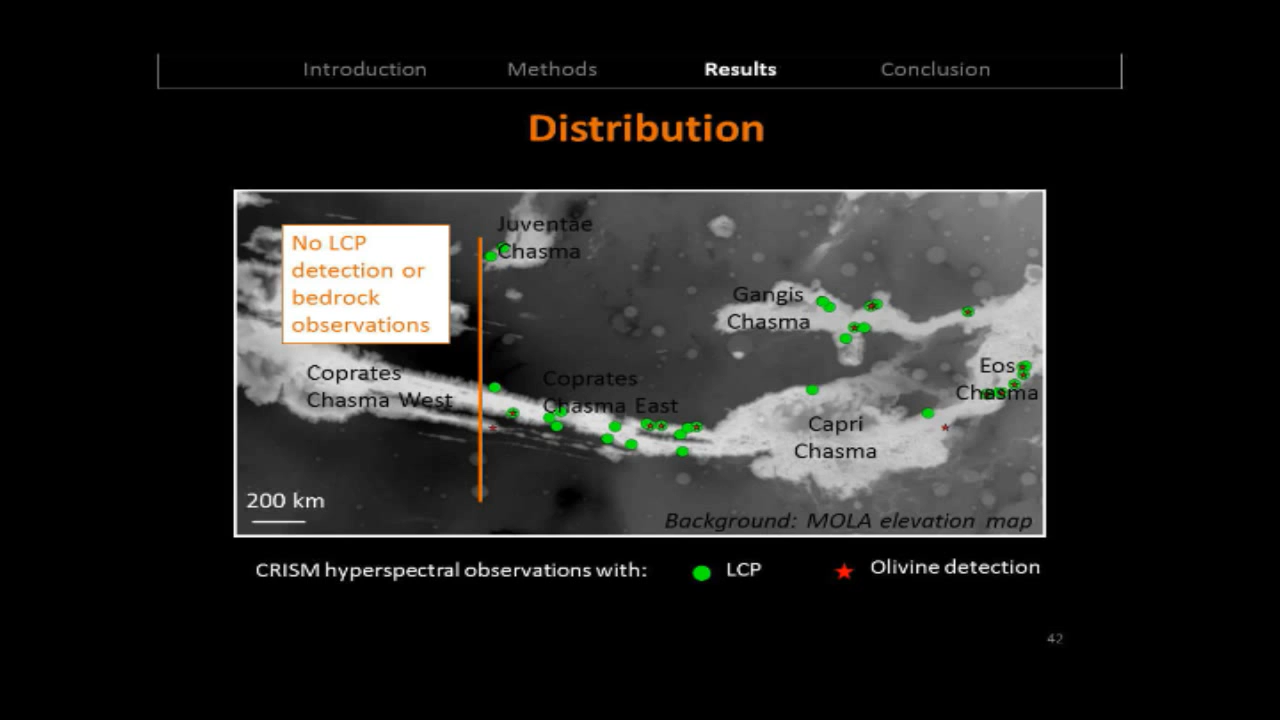 Introduction Methods Results Conclusion
Distribution
No LCP
detection or
bedrock
observations
Juventae
Chasma
Gangis
Chasma
Eos
Chasma
Coprates
Chasma West
Coprates
Chasma East
Capri
Chasma
200 km
Background: MOLA elevation map
CRISM hyperspectral observations with: LCP Olivine detection
42